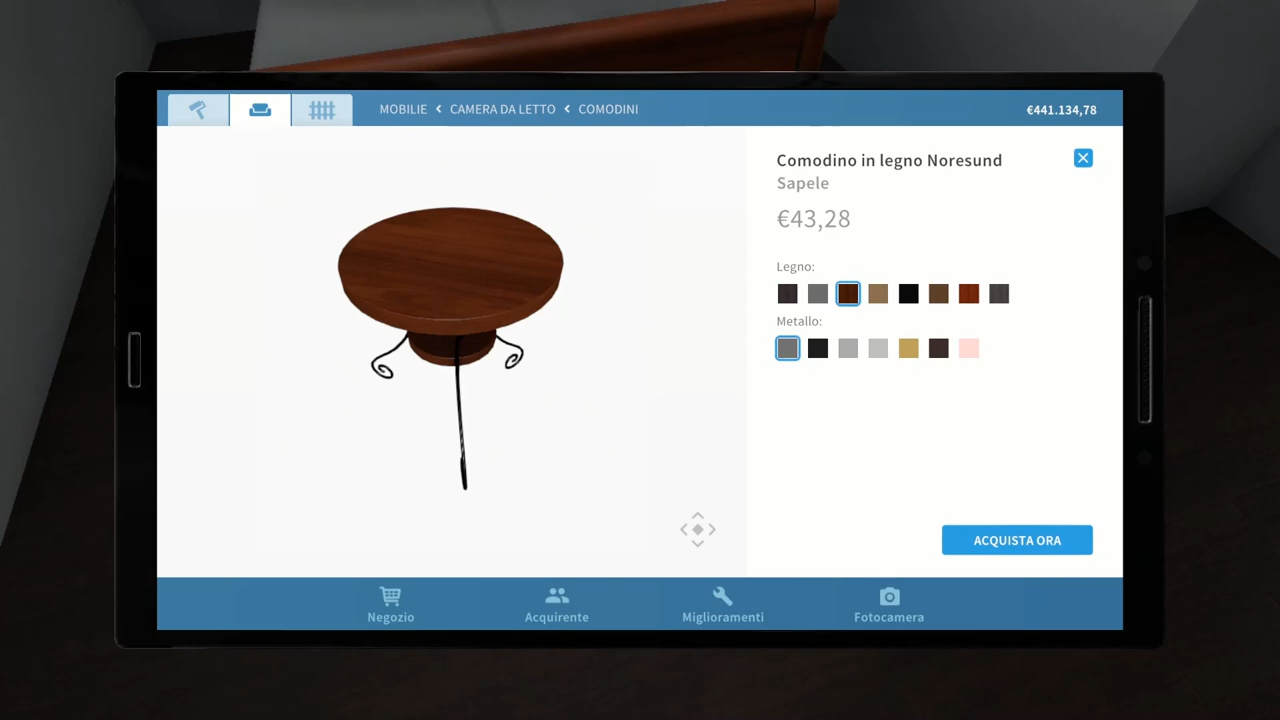 MOBILIE < CAMERA DA LETTO < COMODINI
€441.134,78
Comodino in legno Noresund
Sapele
€43,28
Legno:
Metallo:
ACQUISTA ORA
Negozio
Acquirente
Miglioramenti
Fotocamera